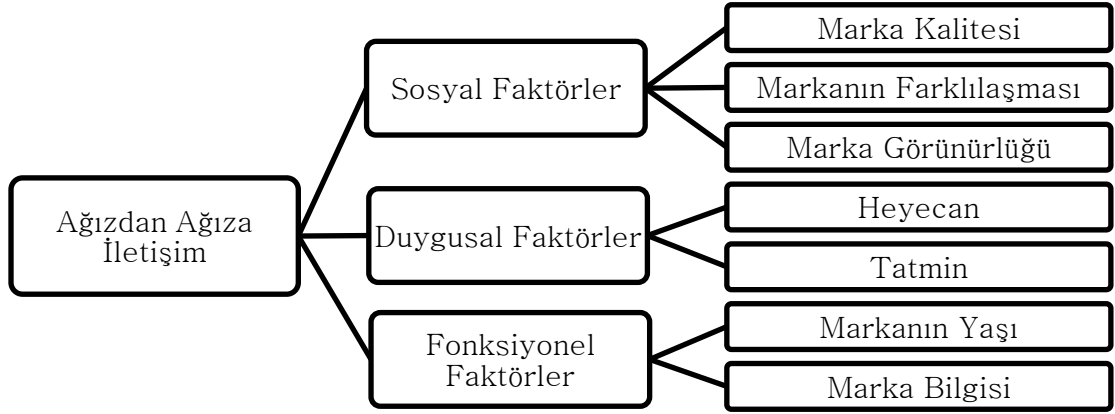 Ağızdan Ağıza
İletişim
Sosyal Faktörler
Marka Kalitesi
Markanın Farklılaşması
Marka Görünürlüğü
Duygusal Faktörler
Heyecan
Tatmin
Fonksiyonel
Faktörler
Markanın Yaşı
Marka Bilgisi